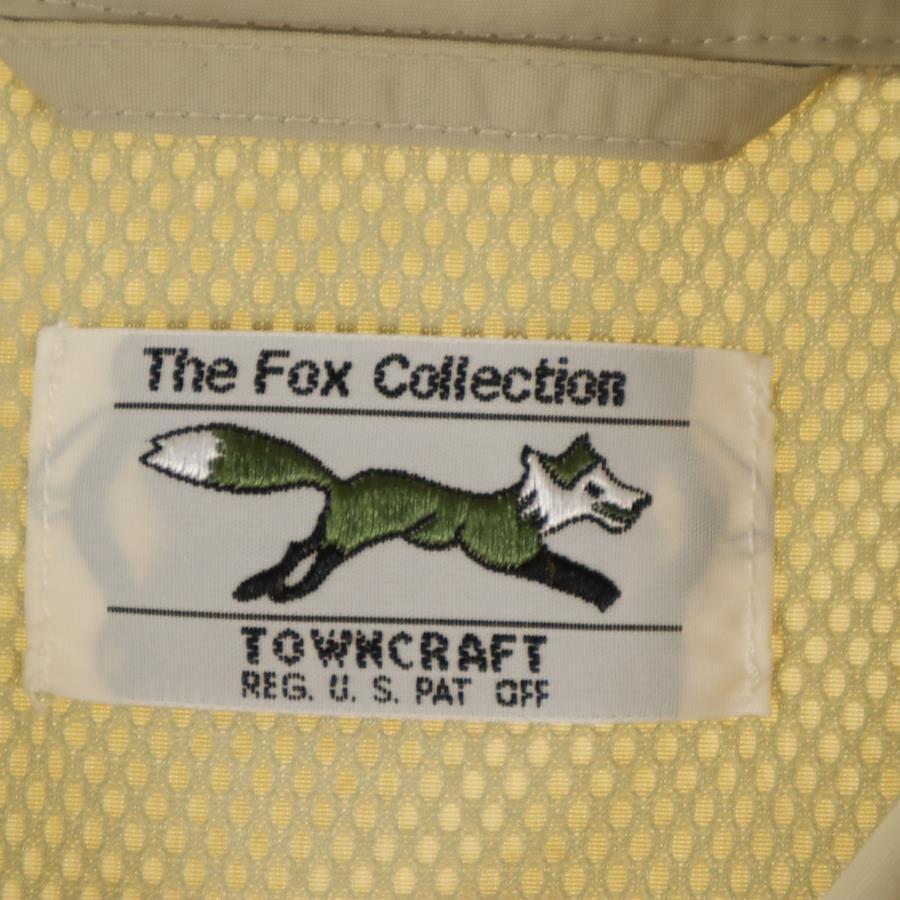 The Fox Collection
TOWNCRAFT
REG. U. S. PAT OFF